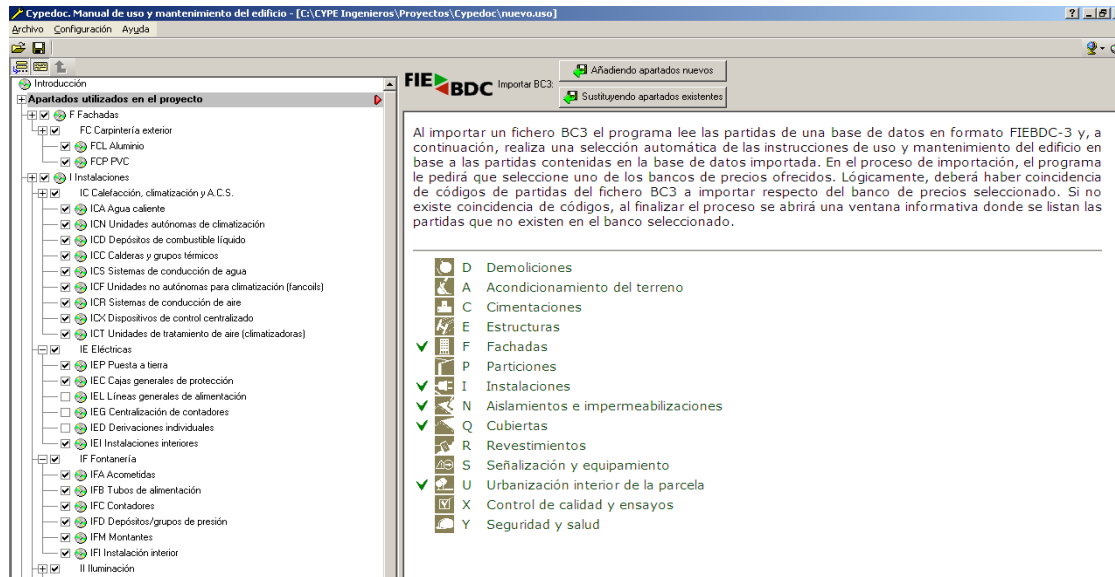 Cypedoc. Manual de uso y mantenimiento del edificio - [C:\CYPE Ingenieros\Proyectos\Cypedoc\nuevo.uso]
Archivo Configuración Ayuda
Introducción
Apartados utilizados en el proyecto
F Fachadas
FC Carpintería exterior
FCL Aluminio
FCP PVC
I Instalaciones
IC Calefacción, climatización y A.C.S.
ICA Agua caliente
ICN Unidades autónomas de climatización
ICD Depósitos de combustible líquido
ICC Calderas y grupos térmicos
ICS Sistemas de conducción de agua
ICF Unidades no autónomas para climatización (fancoils)
ICR Sistemas de conducción de aire
ICX Dispositivos de control centralizado
ICT Unidades de tratamiento de aire (climatizadoras)
IE Eléctricas
IEP Puesta a tierra
IEC Cajas generales de protección
IEL Líneas generales de alimentación
IEG Centralización de contadores
IED Derivaciones individuales
IEI Instalaciones interiores
IF Fontanería
IFA Acometidas
IFB Tubos de alimentación
IFC Contadores
IFD Depósitos/grupos de presión
IFM Montantes
IFI Instalación interior
II Iluminación
FIE BDC Importar BC3:
Añadiendo apartados nuevos
Sustituyendo apartados existentes
Al importar un fichero BC3 el programa lee las partidas de una base de datos en formato FIEBDC-3 y, a
continuación, realiza una selección automática de las instrucciones de uso y mantenimiento del edificio en
base a las partidas contenidas en la base de datos importada. En el proceso de importación, el programa
le pedirá que seleccione uno de los bancos de precios ofrecidos. Lógicamente, deberá haber coincidencia
de códigos de partidas del fichero BC3 a importar respecto del banco de precios seleccionado. Si no
existe coincidencia de códigos, al finalizar el proceso se abrirá una ventana informativa donde se listan las
partidas que no existen en el banco seleccionado.
D Demoliciones
A Acondicionamiento del terreno
C Cimentaciones
E Estructuras
F Fachadas
P Particiones
I Instalaciones
N Aislamientos e impermeabilizaciones
Q Cubiertas
R Revestimientos
S Señalización y equipamiento
U Urbanización interior de la parcela
X Control de calidad y ensayos
Y Seguridad y salud